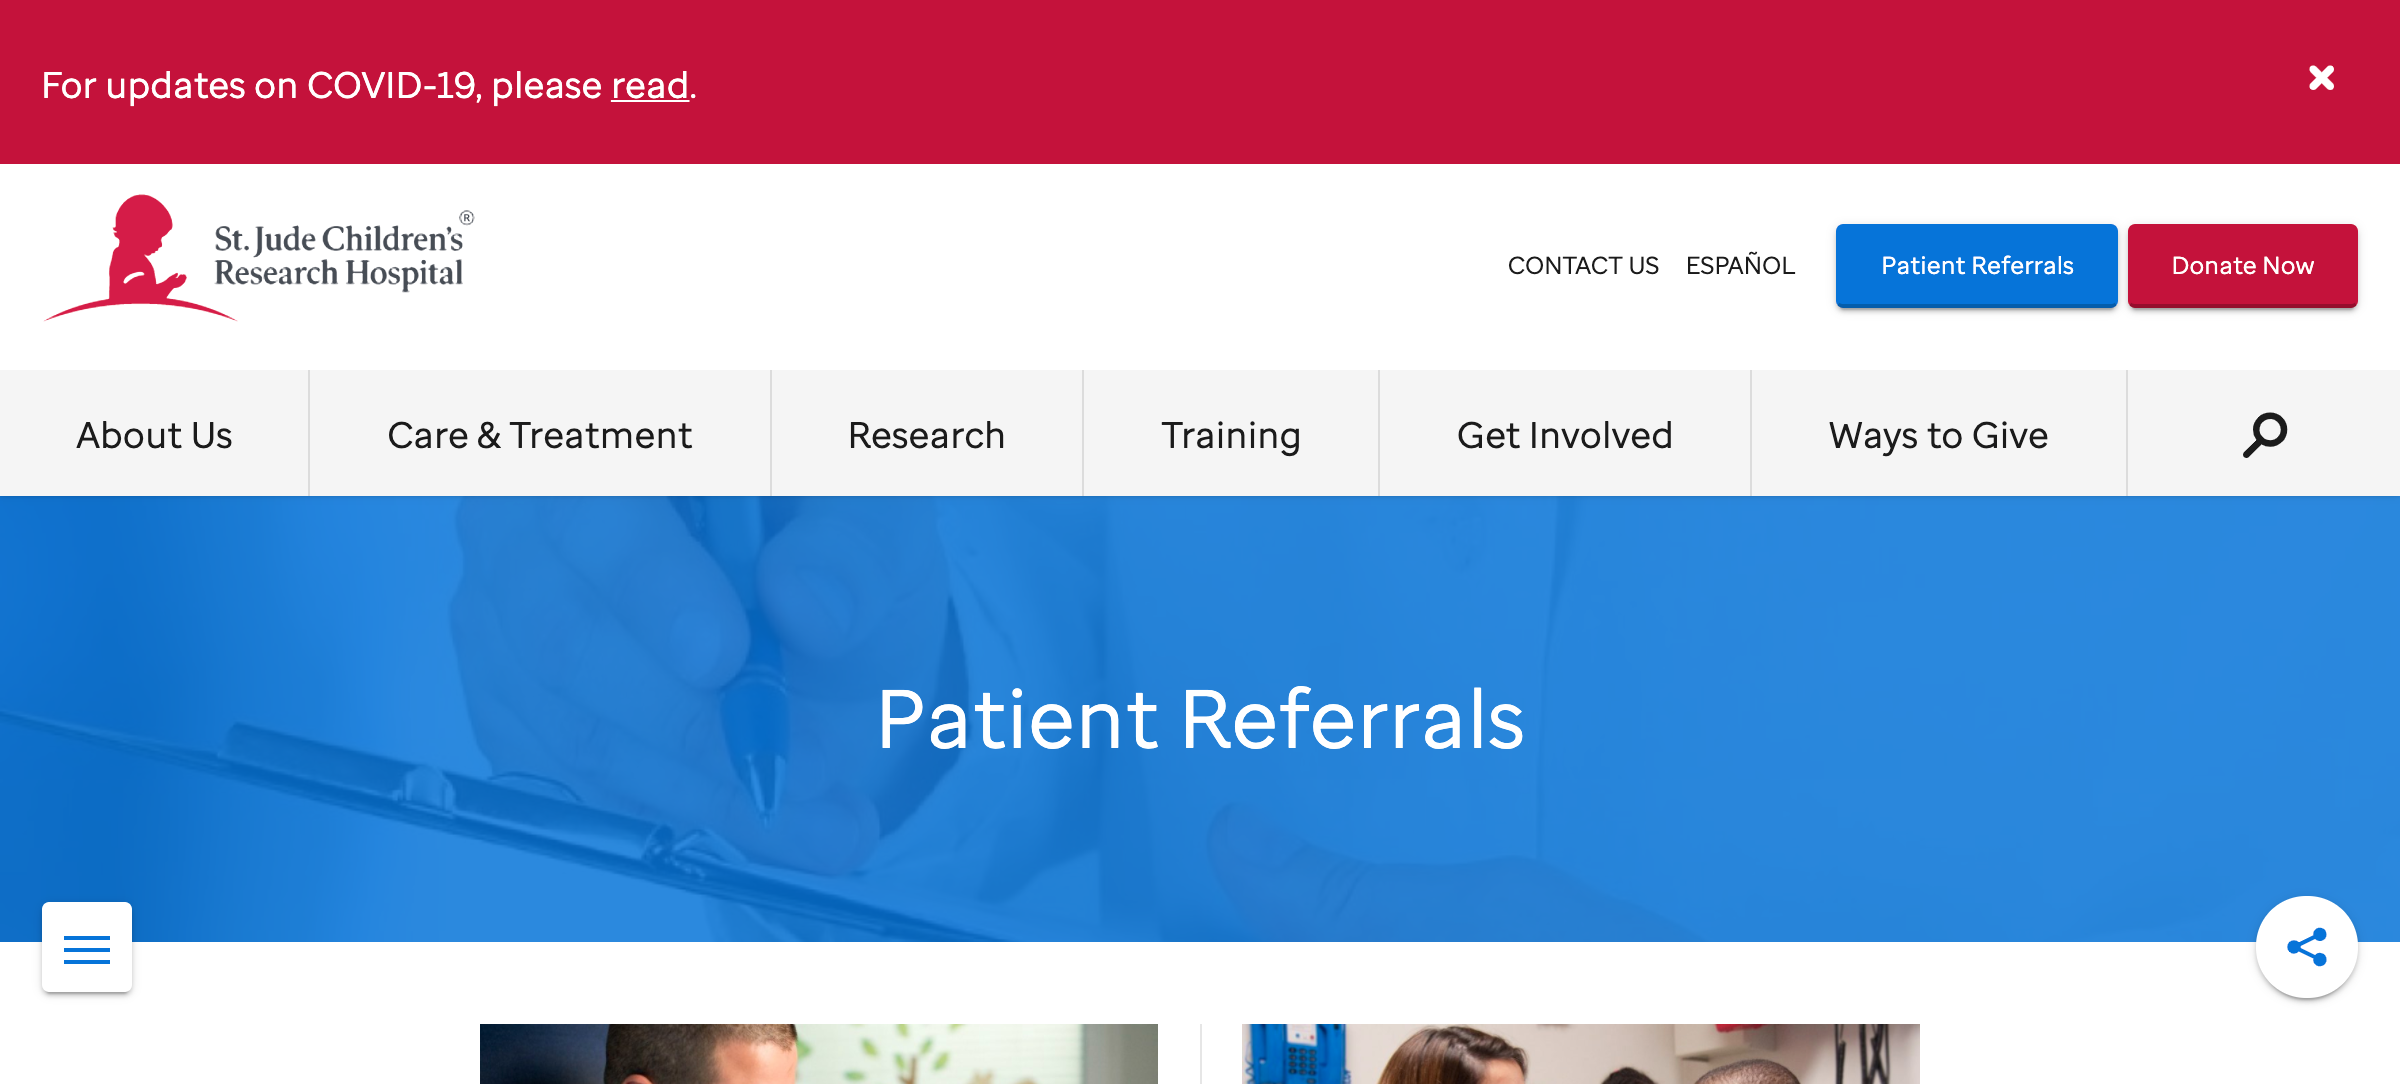 For updates on COVID-19, please read.
St. Jude Children's®
Research Hospital
CONTACT US
ESPAÑOL
Patient Referrals
Donate Now
About Us
Care & Treatment
Research
Training
Get Involved
Ways to Give
Patient Referrals